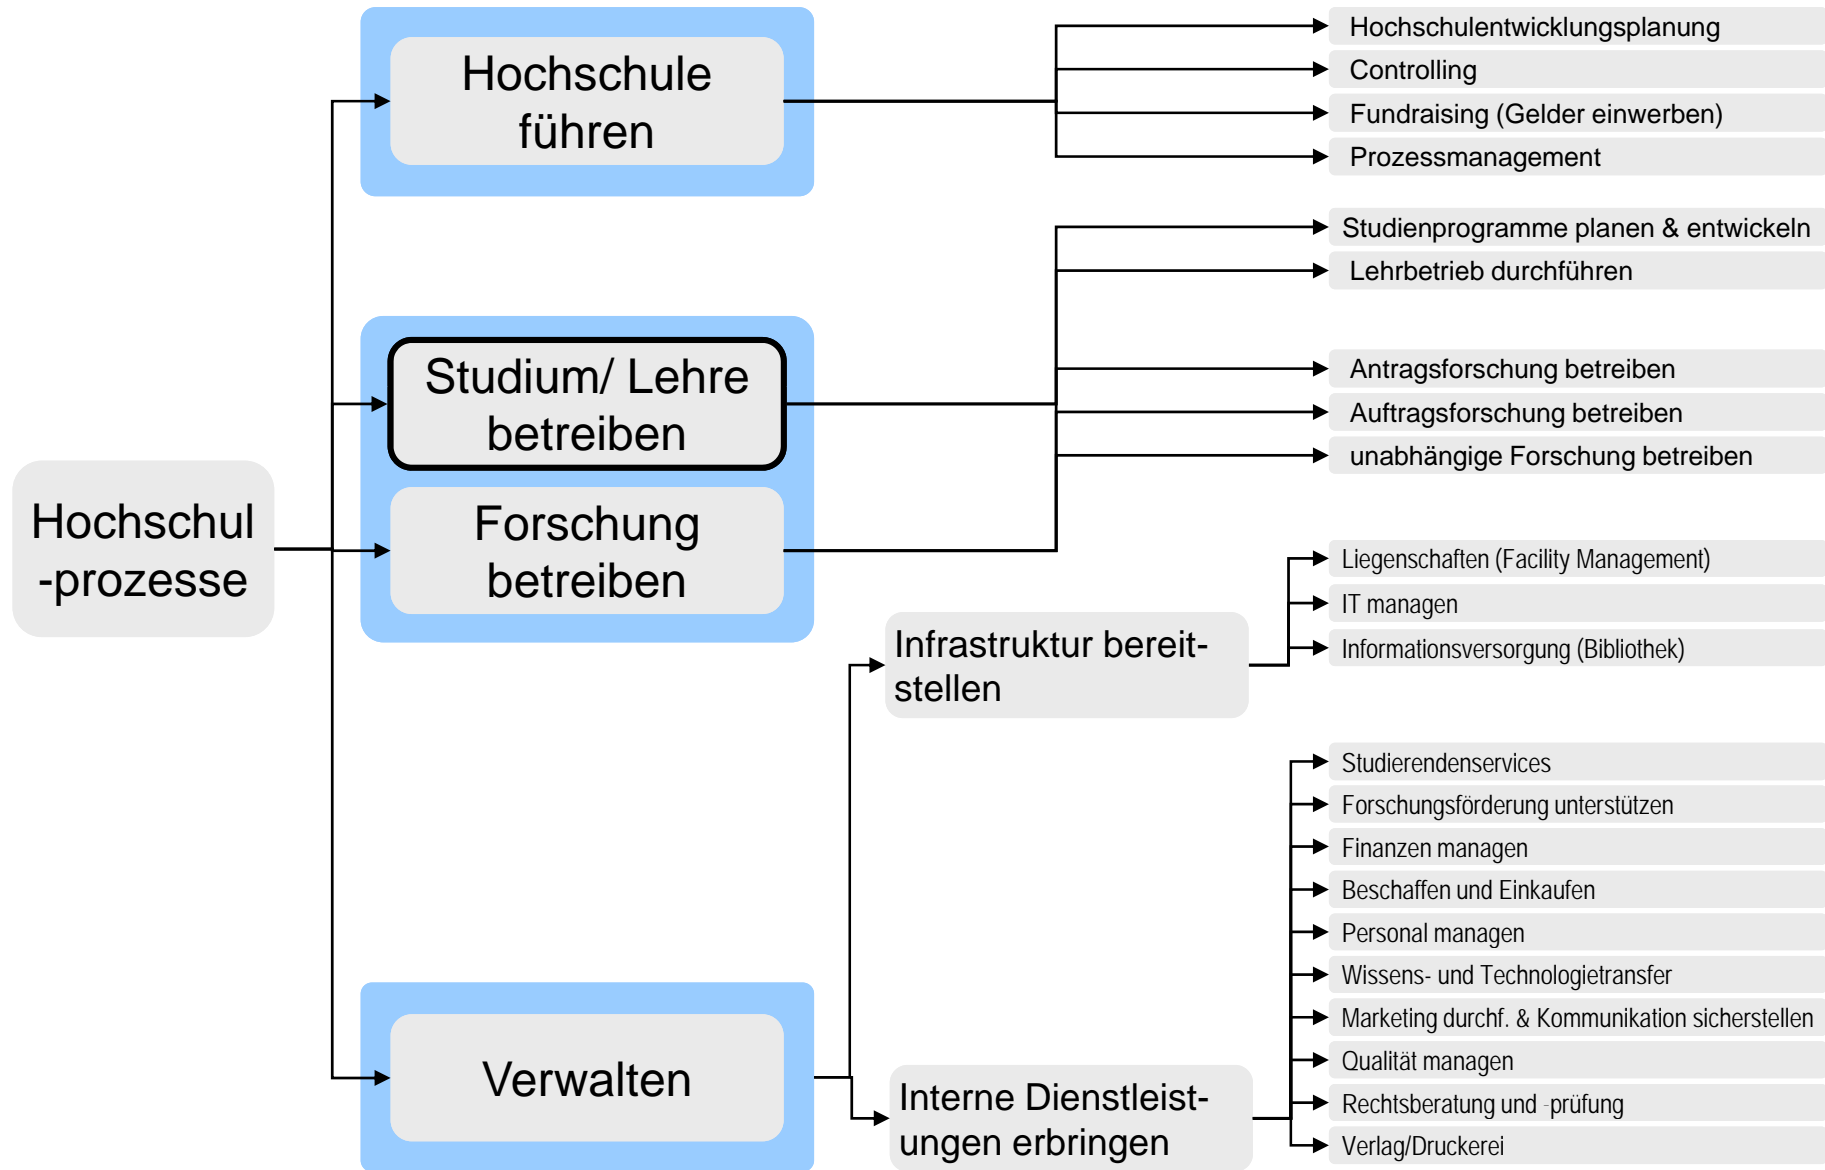 Hochschul
-prozesse
Hochschule
führen
Hochschulentwicklungsplanung
Controlling
Fundraising (Gelder einwerben)
Prozessmanagement
Studium/ Lehre
betreiben
Studienprogramme planen & entwickeln
Lehrbetrieb durchführen
Forschung
betreiben
Antragsforschung betreiben
Auftragsforschung betreiben
unabhängige Forschung betreiben
Verwalten
Infrastruktur bereit-
stellen
Liegenschaften (Facility Management)
IT managen
Informationsversorgung (Bibliothek)
Interne Dienstleist-
ungen erbringen
Studierendenservices
Forschungsförderung unterstützen
Finanzen managen
Beschaffen und Einkaufen
Personal managen
Wissens- und Technologietransfer
Marketing durchf. & Kommunikation sicherstellen
Qualität managen
Rechtsberatung und -prüfung
Verlag/Druckerei